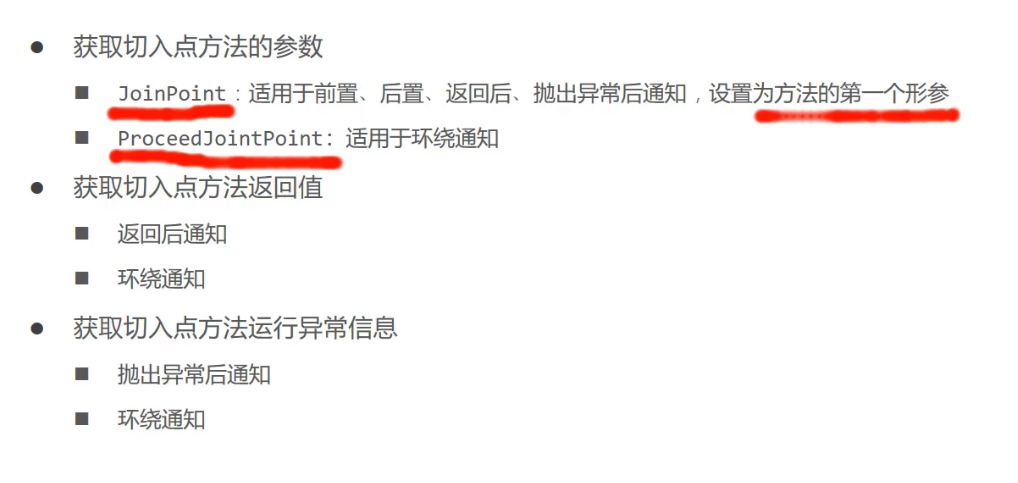 ● 获取切入点方法的参数
■ JoinPoint：适用于前置、后置、返回后、抛出异常后通知，设置为方法的第一个形参
■ ProceedJointPoint：适用于环绕通知
● 获取切入点方法返回值
■ 返回后通知
■ 环绕通知
● 获取切入点方法运行异常信息
■ 抛出异常后通知
■ 环绕通知